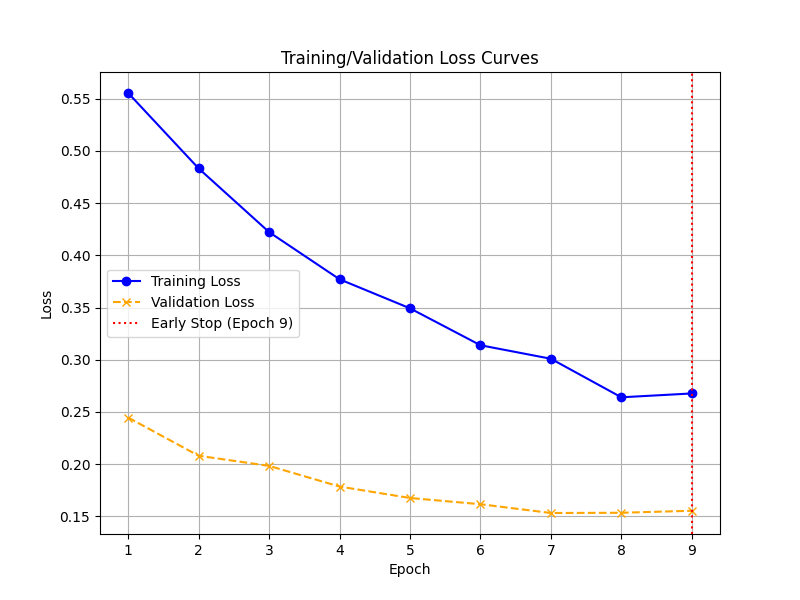 Training/Validation Loss Curves
Loss
0.55
0.50
0.45
0.40
0.35
0.30
0.25
0.20
0.15
Training Loss
Validation Loss
Early Stop (Epoch 9)
1 2 3 4 5 6 7 8 9
Epoch